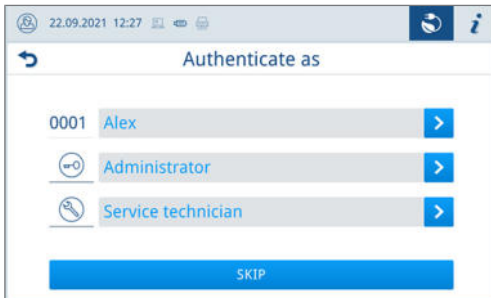 22.09.2021 12:27
i
Authenticate as
0001 Alex
Administrator
Service technician
SKIP